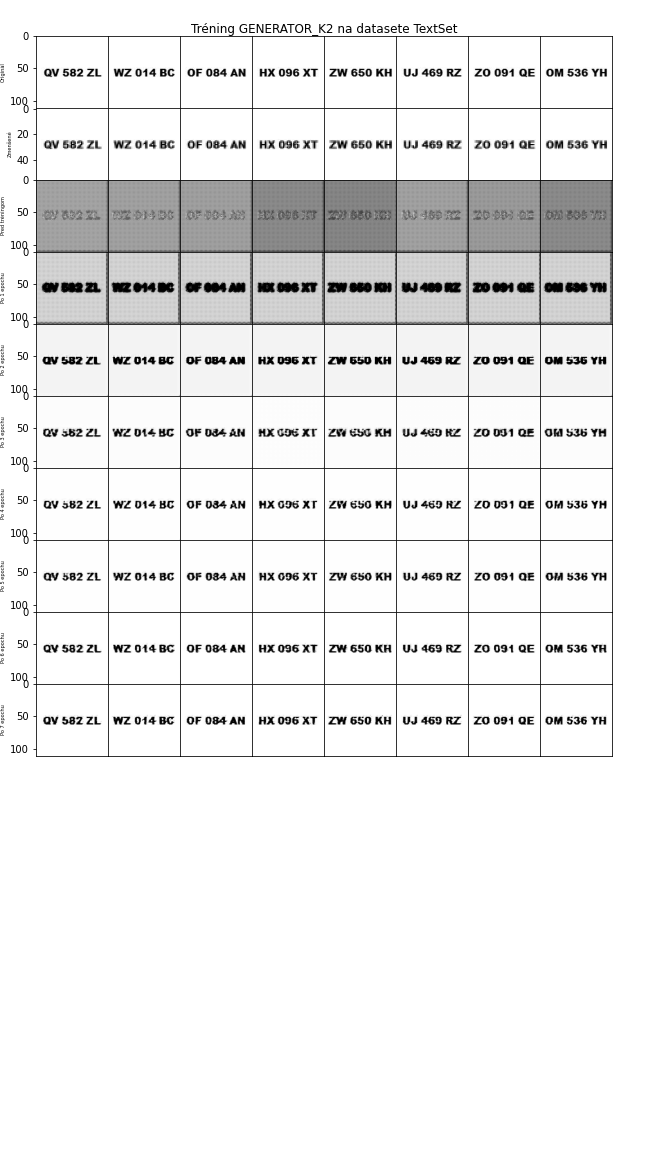 Tréning GENERATOR_K2 na datasete TextSet
0
50
100
Originál
QV 582 ZL WZ 014 BC OF 084 AN HX 096 XT ZW 650 KH UJ 469 RZ ZO 091 QE OM 536 YH
0
20
40
Zmenšené
QV 582 ZL WZ 014 BC OF 084 AN HX 096 XT ZW 650 KH UJ 469 RZ ZO 091 QE OM 536 YH
0
50
100
Pred tréningom
QV 582 ZL WZ 014 BC OF 084 AN HX 096 XT ZW 650 KH UJ 469 RZ ZO 091 QE OM 536 YH
0
50
100
Po 1 epochu
QV 582 ZL WZ 014 BC OF 084 AN HX 096 XT ZW 650 KH UJ 469 RZ ZO 091 QE OM 536 YH
0
50
100
Po 2 epochu
QV 582 ZL WZ 014 BC OF 084 AN HX 096 XT ZW 650 KH UJ 469 RZ ZO 091 QE OM 536 YH
0
50
100
Po 3 epochu
QV 582 ZL WZ 014 BC OF 084 AN HX 096 XT ZW 650 KH UJ 469 RZ ZO 091 QE OM 536 YH
0
50
100
Po 4 epochu
QV 582 ZL WZ 014 BC OF 084 AN HX 096 XT ZW 650 KH UJ 469 RZ ZO 091 QE OM 536 YH
0
50
100
Po 5 epochu
QV 582 ZL WZ 014 BC OF 084 AN HX 096 XT ZW 650 KH UJ 469 RZ ZO 091 QE OM 536 YH
0
50
100
Po 6 epochu
QV 582 ZL WZ 014 BC OF 084 AN HX 096 XT ZW 650 KH UJ 469 RZ ZO 091 QE OM 536 YH
0
50
100
Po 7 epochu
QV 582 ZL WZ 014 BC OF 084 AN HX 096 XT ZW 650 KH UJ 469 RZ ZO 091 QE OM 536 YH